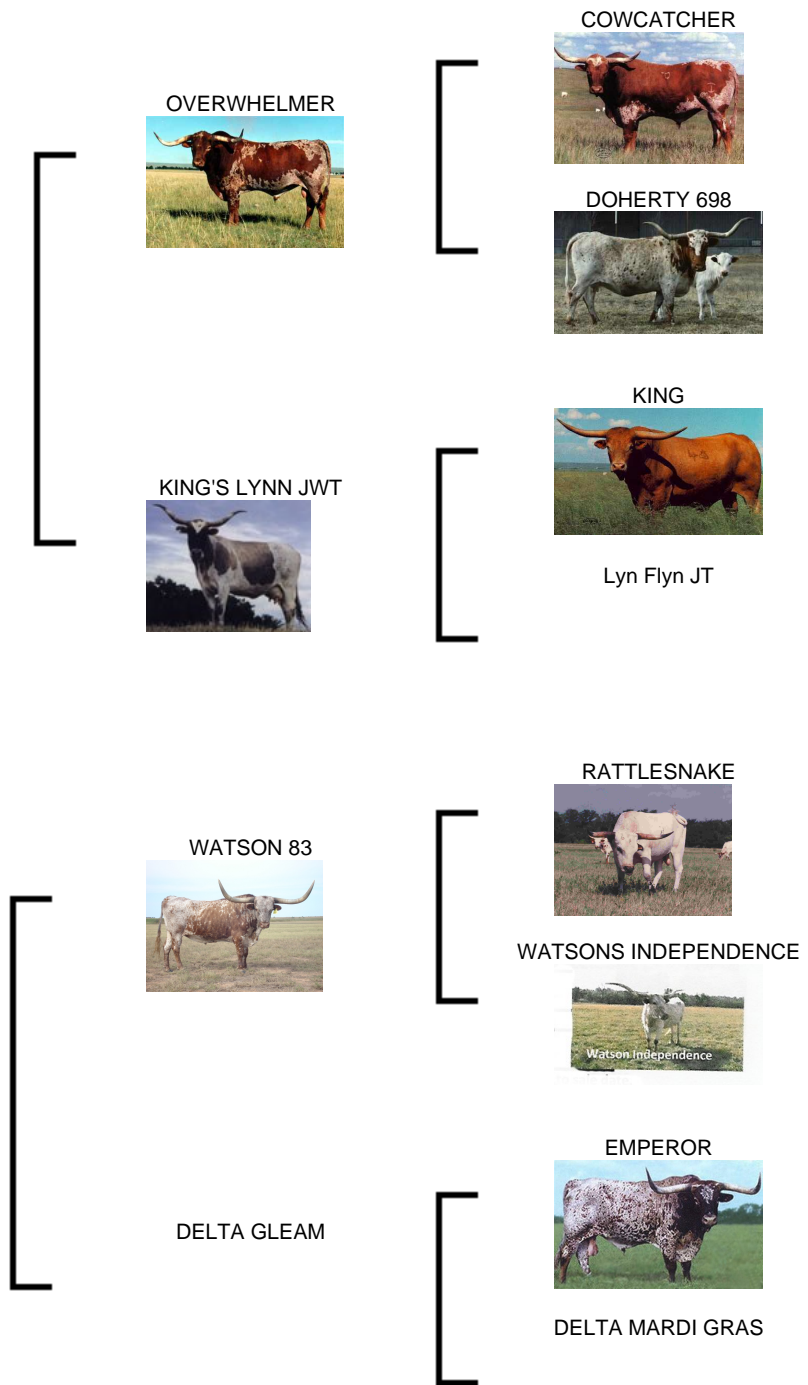 COWCATCHER
OVERWHELMER
DOHERTY 698
KING
KING'S LYNN JWT
Lyn Flyn JT
RATTLESNAKE
WATSON 83
WATSONS INDEPENDENCE
Watson Independence
EMPEROR
DELTA GLEAM
DELTA MARDI GRAS